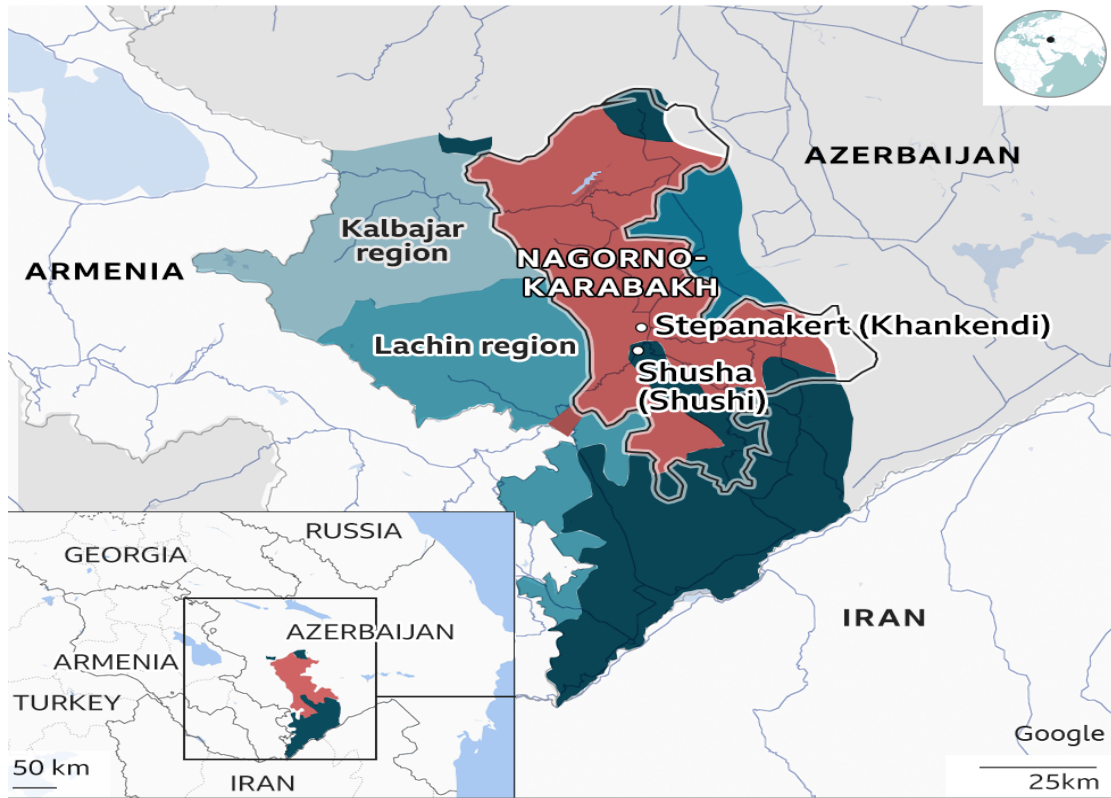 AZERBAIJAN
Kalbajar
region
ARMENIA
NAGORNO-
KARABAKH
Stepanakert (Khankendi)
Lachin region
Shusha
(Shushi)
RUSSIA
GEORGIA
IRAN
AZERBAIJAN
ARMENIA
TURKEY
Google
50 km
25km
IRAN